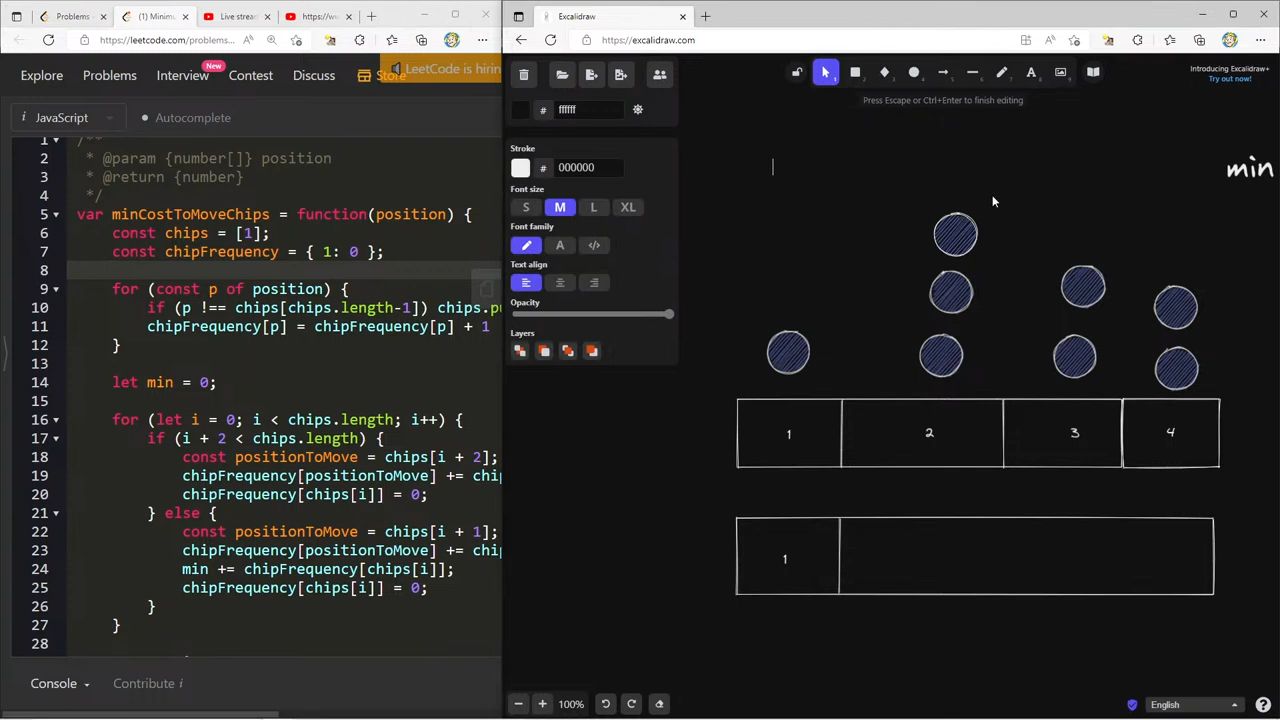 Problems
(1) Minimu
Live stream
https://ww
https://leetcode.com/problems...
Explore
Problems
Interview
New
Contest
Discuss
Store
LeetCode is hirin
JavaScript
Autocomplete
1 /**
2 * @param {number[]} position
3 * @return {number}
4 */
5 var minCostToMoveChips = function(position) {
6 const chips = [1];
7 const chipFrequency = { 1: 0 };
8
9 for (const p of position) {
10 if (p !== chips[chips.length-1]) chips.pu
11 chipFrequency[p] = chipFrequency[p] + 1
12 }
13
14 let min = 0;
15
16 for (let i = 0; i < chips.length; i++) {
17 if (i + 2 < chips.length) {
18 const positionToMove = chips[i + 2];
19 chipFrequency[positionToMove] +=
20 chipFrequency[chips[i]] = 0;
21 } else {
22 const positionToMove = chips[i + 1];
23 chipFrequency[positionToMove] +=
24 min += chipFrequency[chips[i]];
25 chipFrequency[chips[i]] = 0;
26 }
27 }
28
Console
Contribute i
Excalidraw
https://excalidraw.com
# ffffff
Introducing Excalidraw+
Try out now!
Press Escape or Ctrl+Enter to finish editing
Stroke
# 000000
Font size
S M L XL
Font family
A </>
Text align
Opacity
Layers
min
1 2 3 4
1
100%
English